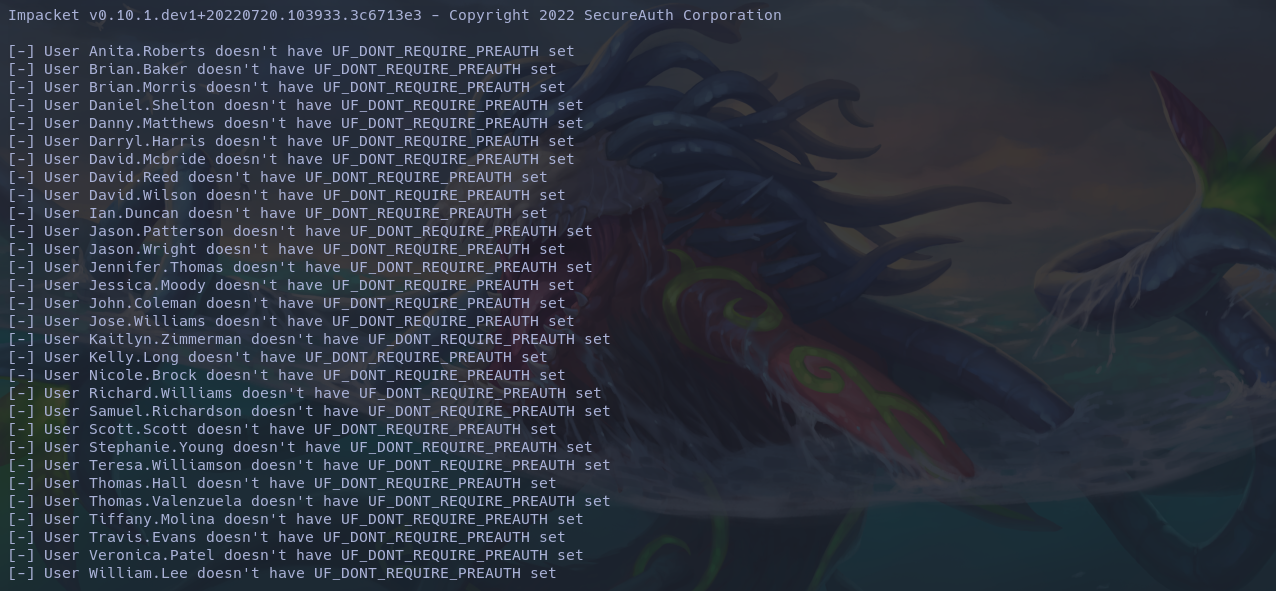 Impacket v0.10.1.dev1+20220720.103933.3c6713e3 - Copyright 2022 SecureAuth Corporation
[-] User Anita.Roberts doesn't have UF_DONT_REQUIRE_PREAUTH set
[-] User Brian.Baker doesn't have UF_DONT_REQUIRE_PREAUTH set
[-] User Brian.Morris doesn't have UF_DONT_REQUIRE_PREAUTH set
[-] User Daniel.Shelton doesn't have UF_DONT_REQUIRE_PREAUTH set
[-] User Danny.Matthews doesn't have UF_DONT_REQUIRE_PREAUTH set
[-] User Darryl.Harris doesn't have UF_DONT_REQUIRE_PREAUTH set
[-] User David.Mcbride doesn't have UF_DONT_REQUIRE_PREAUTH set
[-] User David.Reed doesn't have UF_DONT_REQUIRE_PREAUTH set
[-] User David.Wilson doesn't have UF_DONT_REQUIRE_PREAUTH set
[-] User Ian.Duncan doesn't have UF_DONT_REQUIRE_PREAUTH set
[-] User Jason.Patterson doesn't have UF_DONT_REQUIRE_PREAUTH set
[-] User Jason.Wright doesn't have UF_DONT_REQUIRE_PREAUTH set
[-] User Jennifer.Thomas doesn't have UF_DONT_REQUIRE_PREAUTH set
[-] User Jessica.Moody doesn't have UF_DONT_REQUIRE_PREAUTH set
[-] User John.Coleman doesn't have UF_DONT_REQUIRE_PREAUTH set
[-] User Jose.Williams doesn't have UF_DONT_REQUIRE_PREAUTH set
[-] User Kaitlyn.Zimmerman doesn't have UF_DONT_REQUIRE_PREAUTH set
[-] User Kelly.Long doesn't have UF_DONT_REQUIRE_PREAUTH set
[-] User Nicole.Brock doesn't have UF_DONT_REQUIRE_PREAUTH set
[-] User Richard.Williams doesn't have UF_DONT_REQUIRE_PREAUTH set
[-] User Samuel.Richardson doesn't have UF_DONT_REQUIRE_PREAUTH set
[-] User Scott.Scott doesn't have UF_DONT_REQUIRE_PREAUTH set
[-] User Stephanie.Young doesn't have UF_DONT_REQUIRE_PREAUTH set
[-] User Teresa.Williamson doesn't have UF_DONT_REQUIRE_PREAUTH set
[-] User Thomas.Hall doesn't have UF_DONT_REQUIRE_PREAUTH set
[-] User Thomas.Valenzuela doesn't have UF_DONT_REQUIRE_PREAUTH set
[-] User Tiffany.Molina doesn't have UF_DONT_REQUIRE_PREAUTH set
[-] User Travis.Evans doesn't have UF_DONT_REQUIRE_PREAUTH set
[-] User Veronica.Patel doesn't have UF_DONT_REQUIRE_PREAUTH set
[-] User William.Lee doesn't have UF_DONT_REQUIRE_PREAUTH set